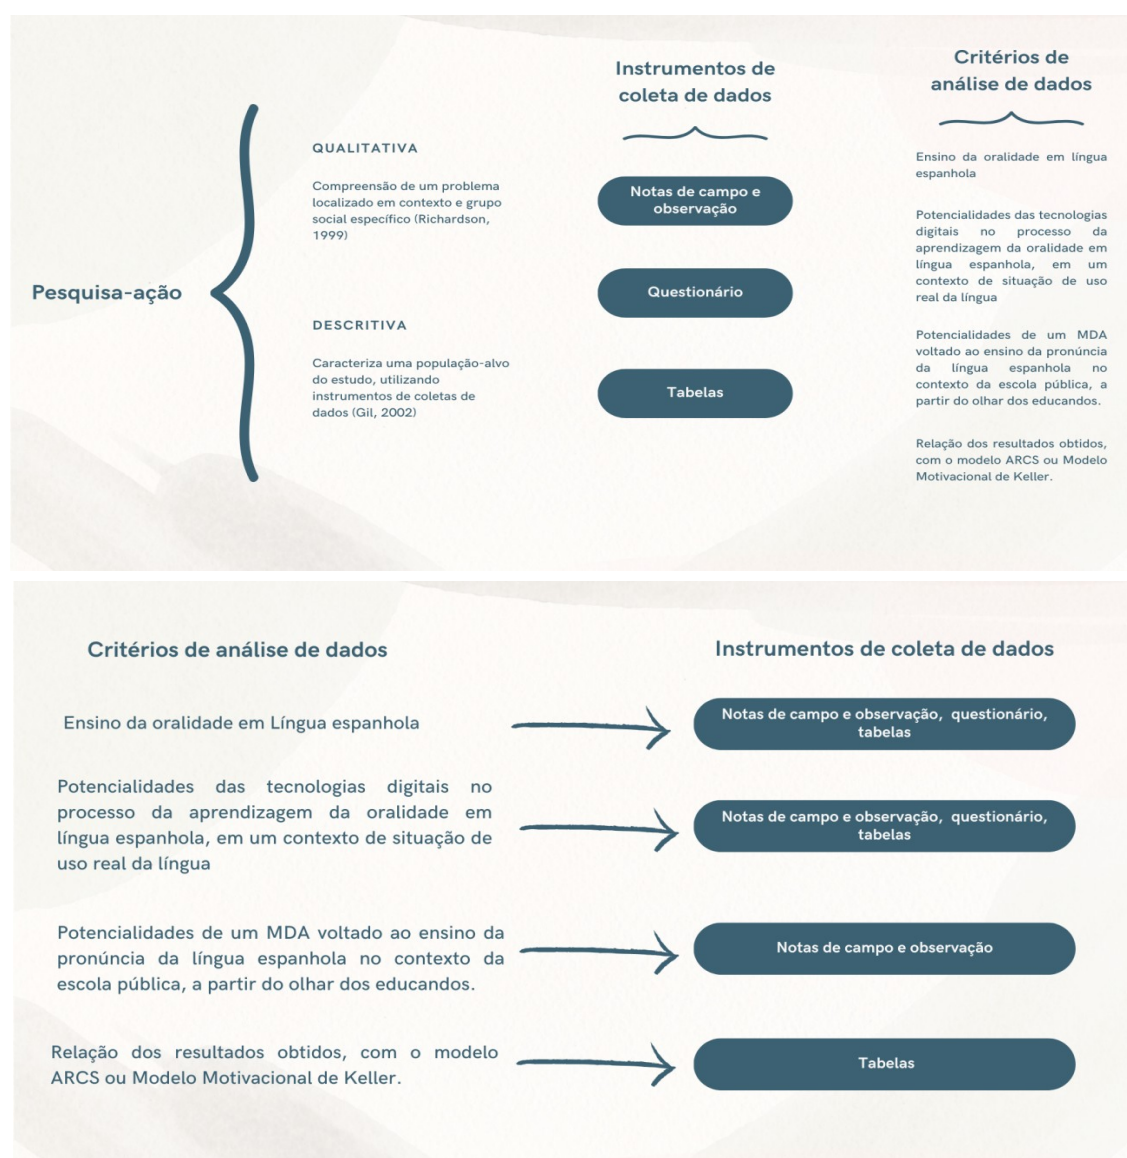 Pesquisa-ação
QUALITATIVA
Compreensão de um problema
localizado em contexto e grupo
social específico (Richardson,
1999)
DESCRITIVA
Caracteriza uma população-alvo
do estudo, utilizando
instrumentos de coletas de
dados (Gil, 2002)
Instrumentos de
coleta de dados
Notas de campo e
observação
Questionário
Tabelas
Critérios de
análise de dados
Ensino da oralidade em língua
espanhola
Potencialidades das tecnologias
digitais no processo da
aprendizagem da oralidade em
língua espanhola, em um
contexto de situação de uso
real da língua
Potencialidades de um MDA
voltado ao ensino da pronúncia
da língua espanhola no
contexto da escola pública, a
partir do olhar dos educandos.
Relação dos resultados obtidos,
com o modelo ARCS ou Modelo
Motivacional de Keller.
Critérios de análise de dados
Instrumentos de coleta de dados
Ensino da oralidade em Língua espanhola
Notas de campo e observação, questionário,
tabelas
Potencialidades das tecnologias digitais no
processo da aprendizagem da oralidade em
língua espanhola, em um contexto de situação de
uso real da língua
Notas de campo e observação, questionário,
tabelas
Potencialidades de um MDA voltado ao ensino da
pronúncia da língua espanhola no contexto da
escola pública, a partir do olhar dos educandos.
Notas de campo e observação
Relação dos resultados obtidos, com o modelo
ARCS ou Modelo Motivacional de Keller.
Tabelas